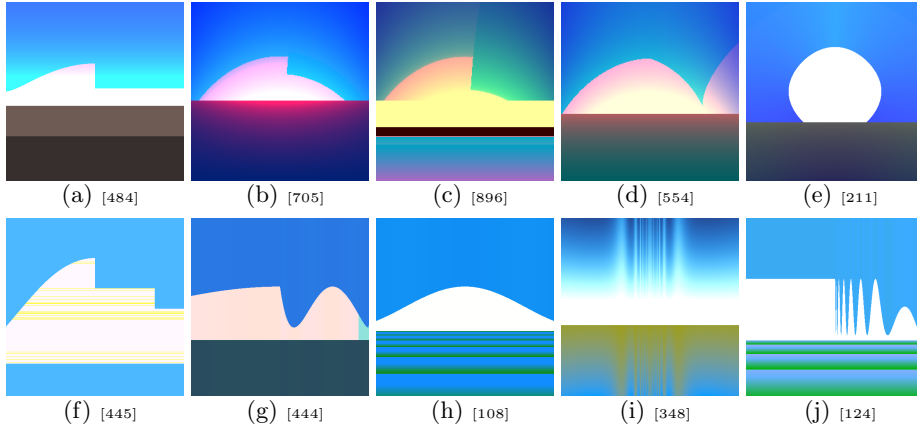 (a) [484] (b) [705] (c) [896] (d) [554] (e) [211]
(f) [445] (g) [444] (h) [108] (i) [348] (j) [124]